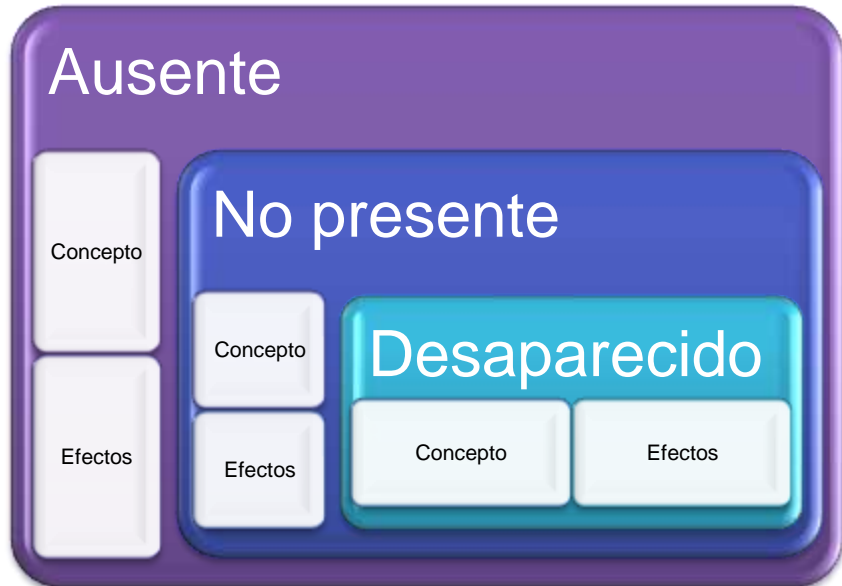 Ausente
Concepto
Efectos
No presente
Concepto
Efectos
Desaparecido
Concepto
Efectos